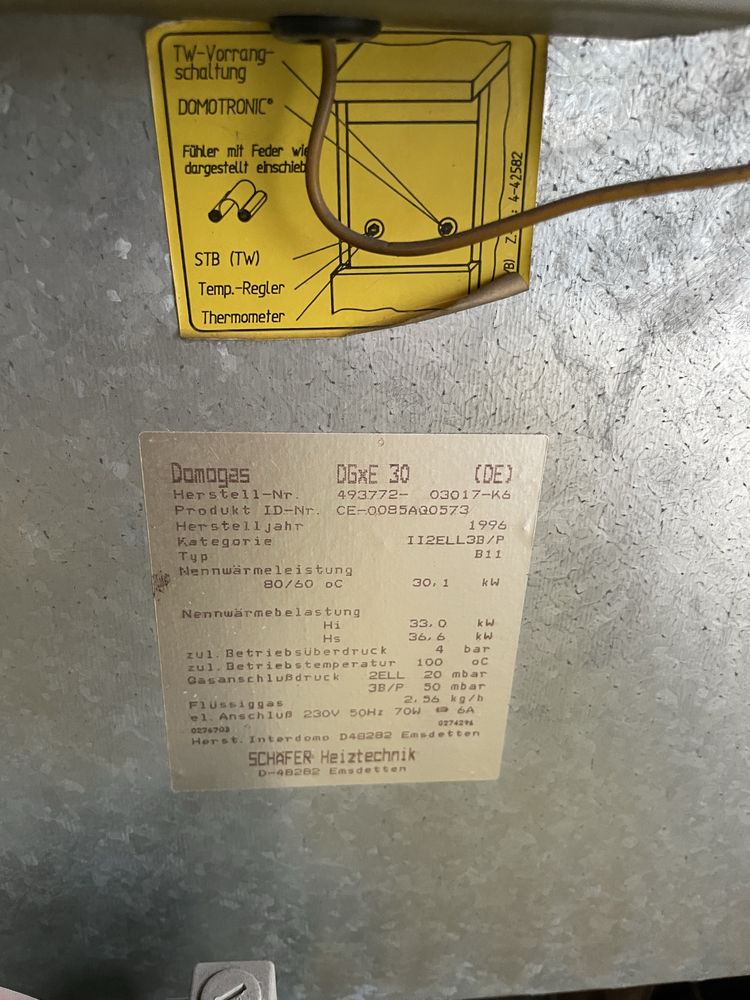 TW-Vorrang-
schaltung
DOMOTRONIC®
Fühler mit Feder wie
dargestellt einschieb
STB (TW)
Temp.-Regler
Thermometer
4-42582
Domogas DGxE 30 (DE)
Herstell-Nr. 493772- 03017-K6
Produkt ID-Nr. CE-0085AQ0573
Herstelljahr 1996
Kategorie II2ELL3B/P
Typ B11
Nennwärmeleistung
80/60 oC 30,1 kW
Nennwärmebelastung
Hi 33,0 kW
Hs 36,6 kW
zul. Betriebsüberdruck 4 bar
zul. Betriebstemperatur 100 oC
Gasanschlußdruck 2ELL 20 mbar
3B/P 50 mbar
Flüssiggas 2,56 kg/h
el. Anschluß 230V 50Hz 70W 6A
0276703 0274296
Herst. Interdomo D48282 Emsdetten
SCHÄFER Heiztechnik
D-48282 Emsdetten